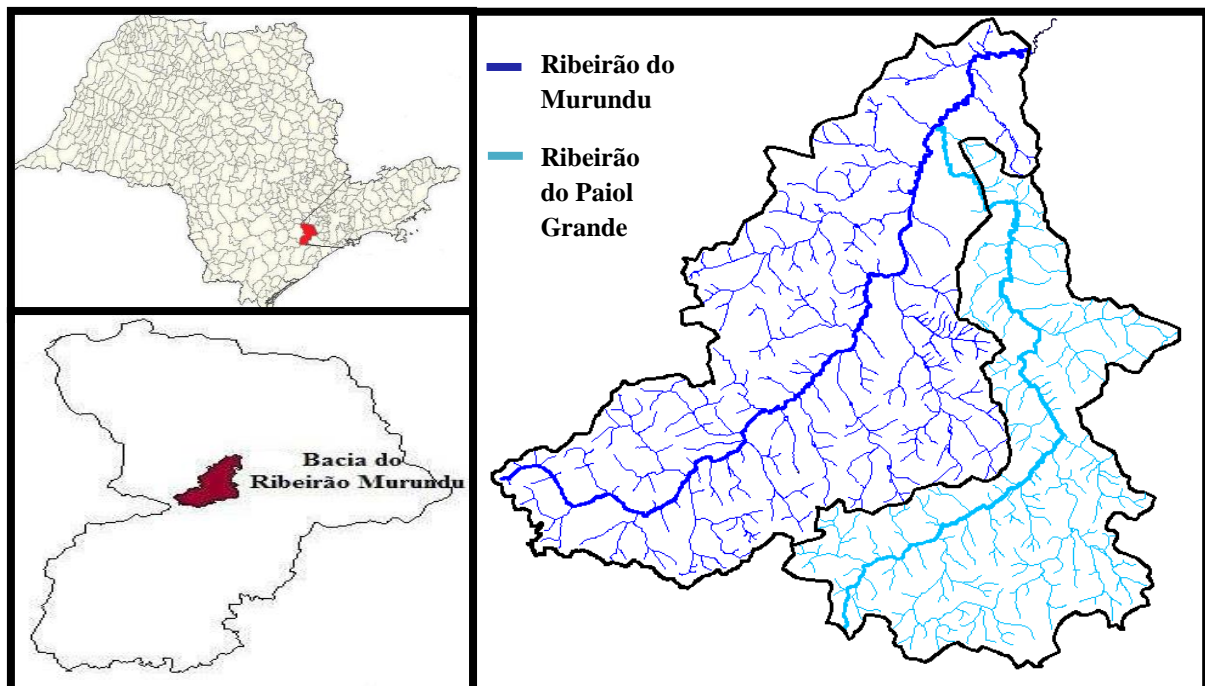 Ribeirão do
Murundu
Ribeirão
do Paiol
Grande
Bacia do
Ribeirão Murundu